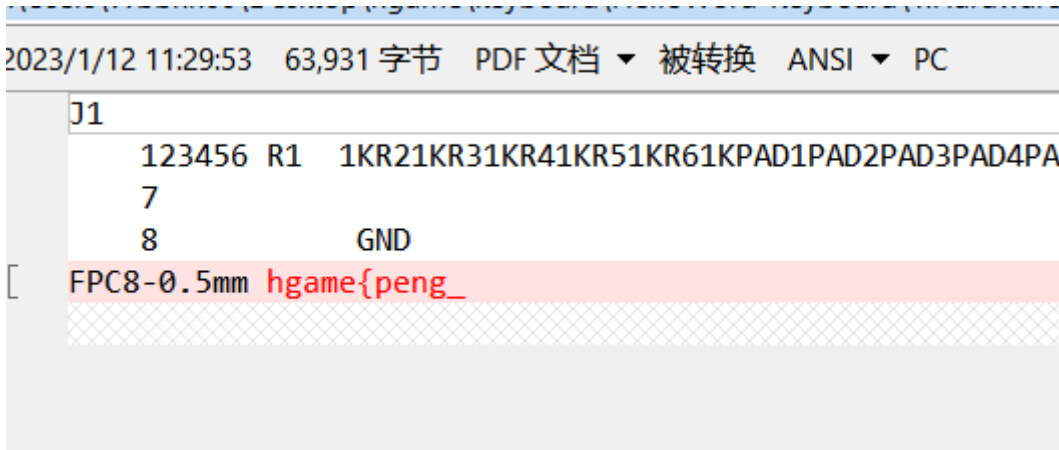 2023/1/12 11:29:53 63,931 字节 PDF 文档 ▼ 被转换 ANSI ▼ PC
J1
123456 R1 1KR21KR31KR41KR51KR61KPAD1PAD2PAD3PAD4PA
7
8 GND
[ FPC8-0.5mm hgame{peng_